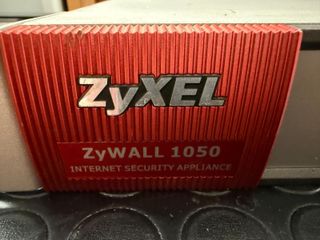 ZyXEL
ZyWALL 1050
INTERNET SECURITY APPLIANCE